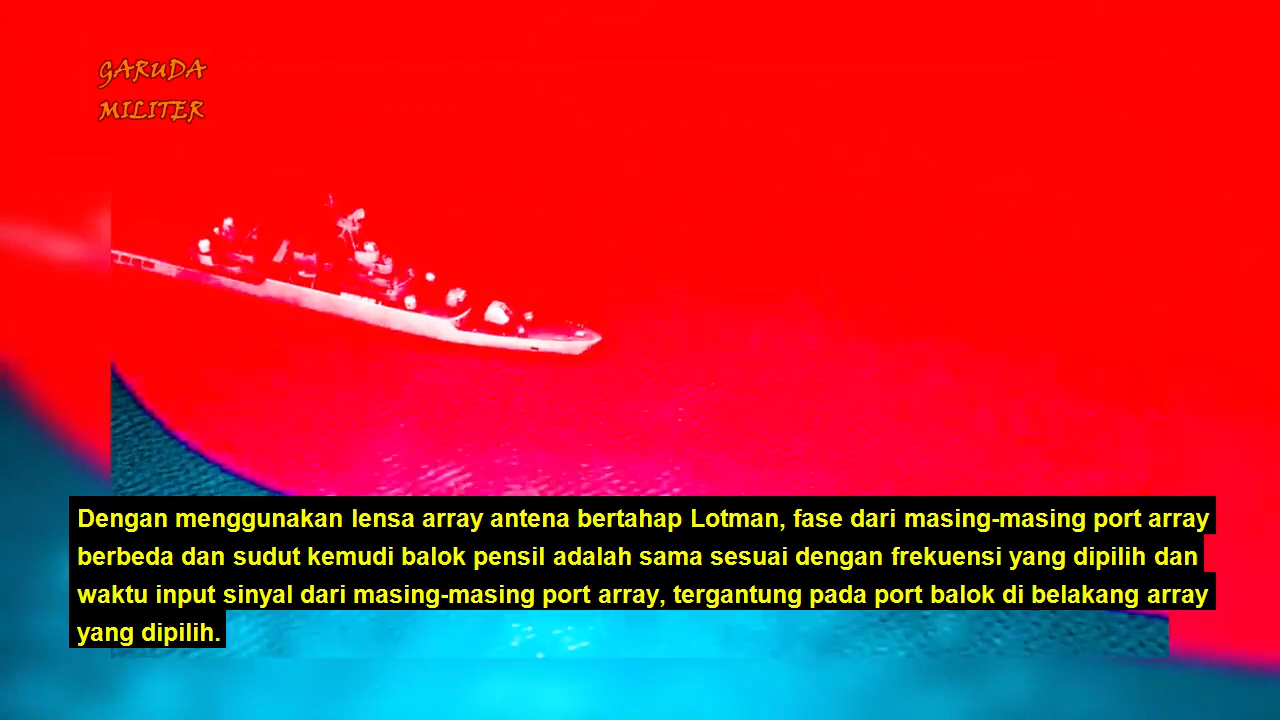 GARUDA
MILITER
Dengan menggunakan lensa array antena bertahap Lotman, fase dari masing-masing port array
berbeda dan sudut kemudi balok pensil adalah sama sesuai dengan frekuensi yang dipilih dan
waktu input sinyal dari masing-masing port array, tergantung pada port balok di belakang array
yang dipilih.